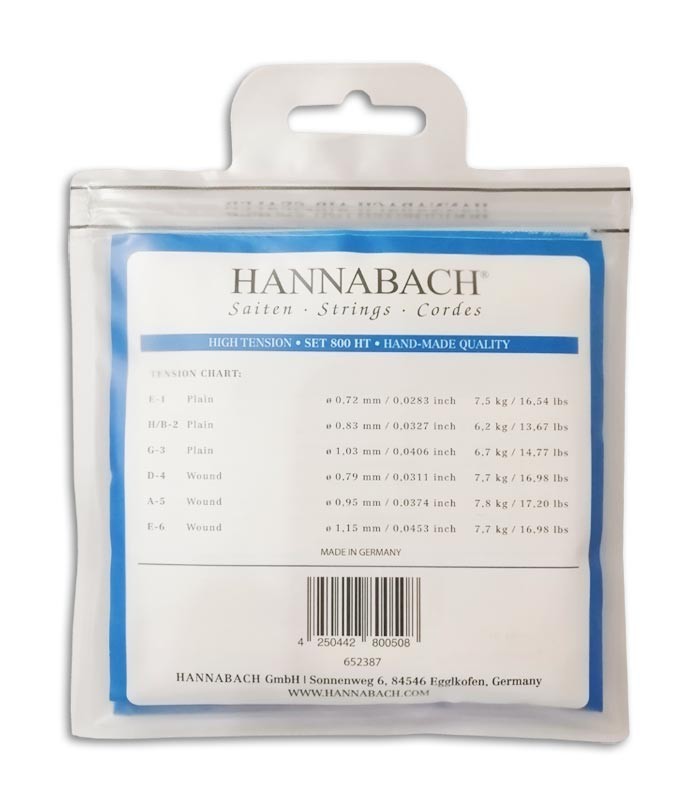 HANNABACH®
Saiten · Strings · Cordes
HIGH TENSION • SET 800 HT • HAND-MADE QUALITY
TENSION CHART:
E-1 Plain ø 0,72 mm / 0,0283 inch 7,5 kg / 16,54 lbs
H/B-2 Plain ø 0.83 mm / 0,0327 inch 6,2 kg / 13,67 lbs
G-3 Plain ø 1,03 mm / 0,0406 inch 6,7 kg / 14,77 lbs
D-4 Wound ø 0,79 mm / 0,0311 inch 7,7 kg / 16,98 lbs
A-5 Wound ø 0,95 mm / 0,0374 inch 7,8 kg / 17,20 lbs
E-6 Wound ø 1,15 mm / 0,0453 inch 7,7 kg / 16,98 lbs
MADE IN GERMANY
4 250442 800508
652387
HANNABACH GmbH | Sonnenweg 6, 84546 Egglkofen, Germany
WWW.HANNABACH.COM